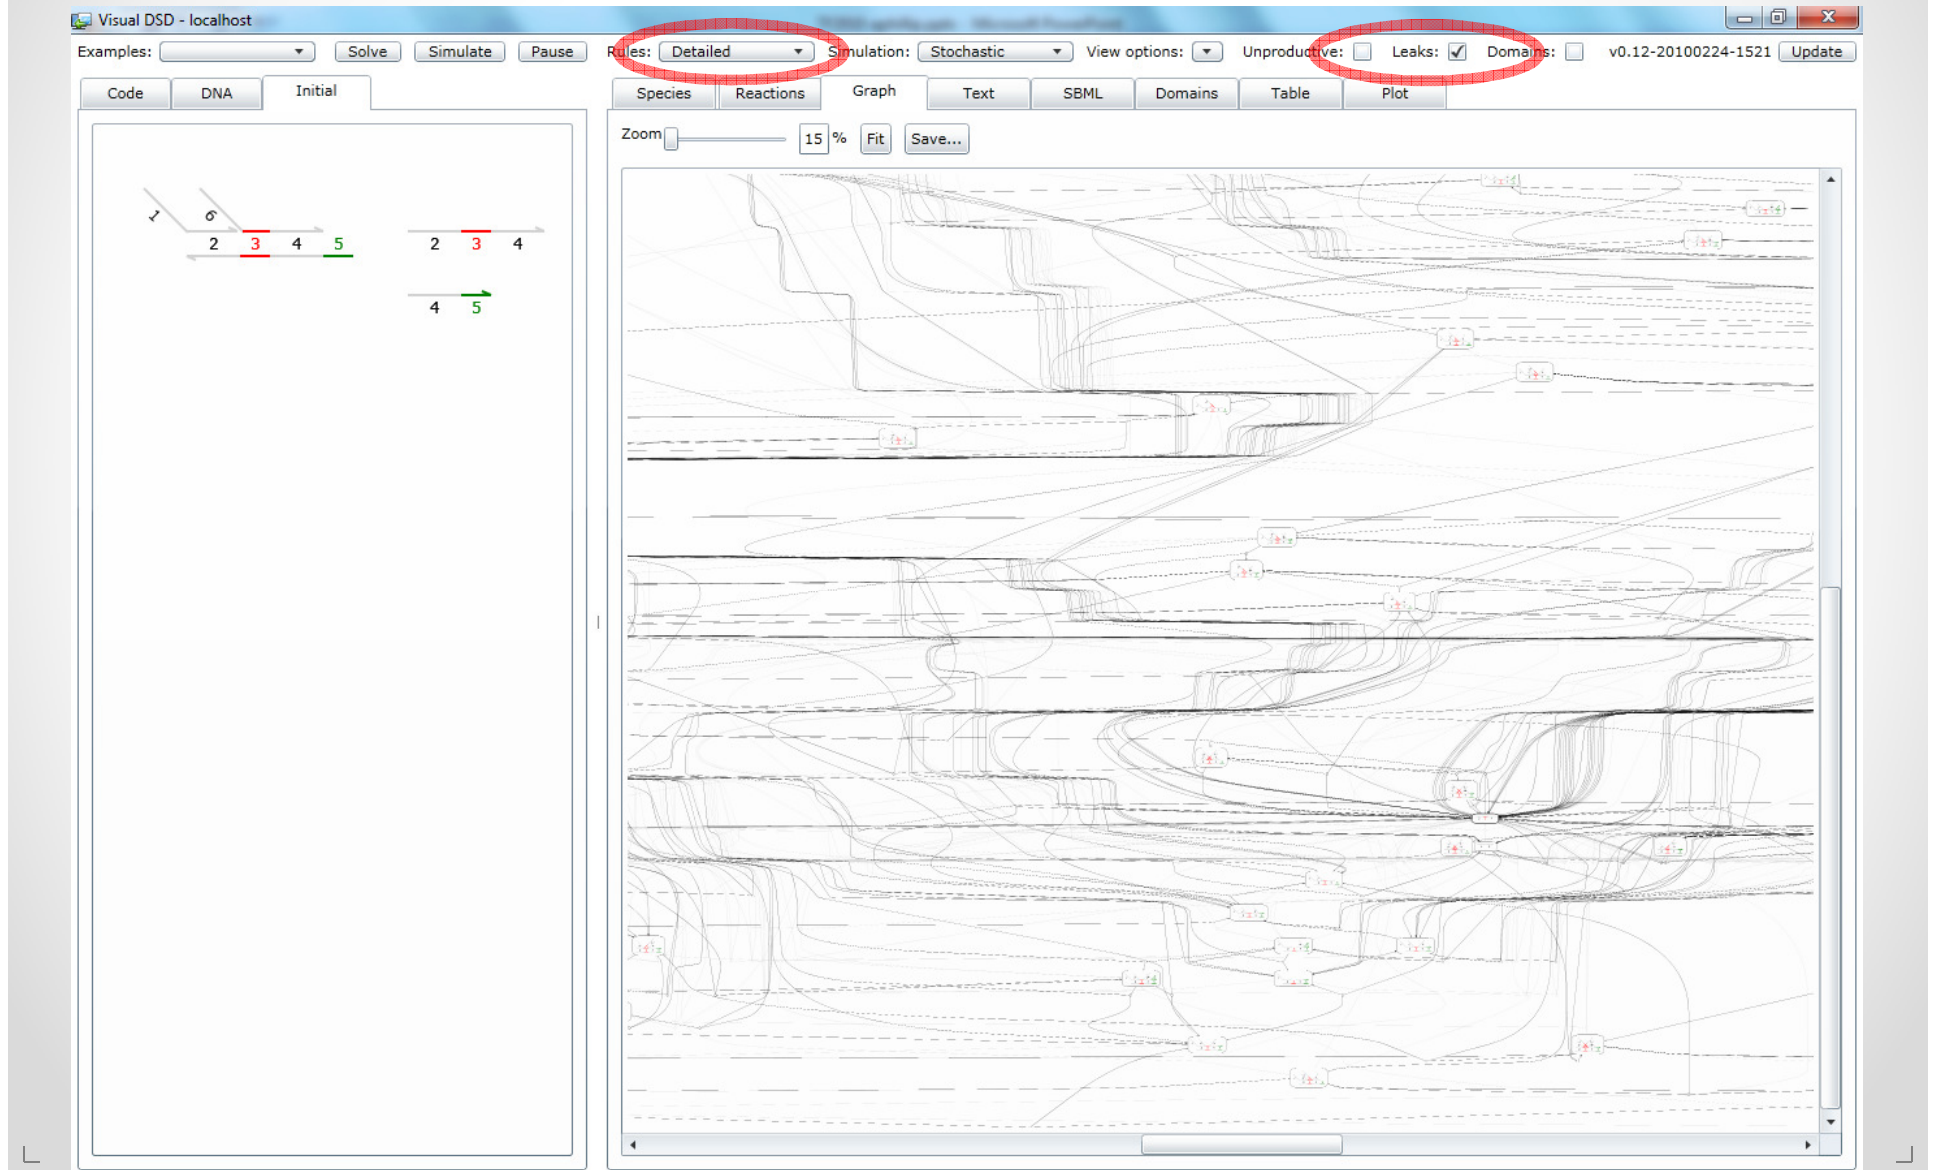 Visual DSD - localhost
Examples: Solve Simulate Pause Rules: Detailed Simulation: Stochastic View options: Unproductive: Leaks: Domains: v0.12-20100224-1521 Update
Code DNA Initial
Species Reactions Graph Text SBML Domains Table Plot
Zoom 15 % Fit Save...
1 6
2 3 4 5
2 3 4
4 5